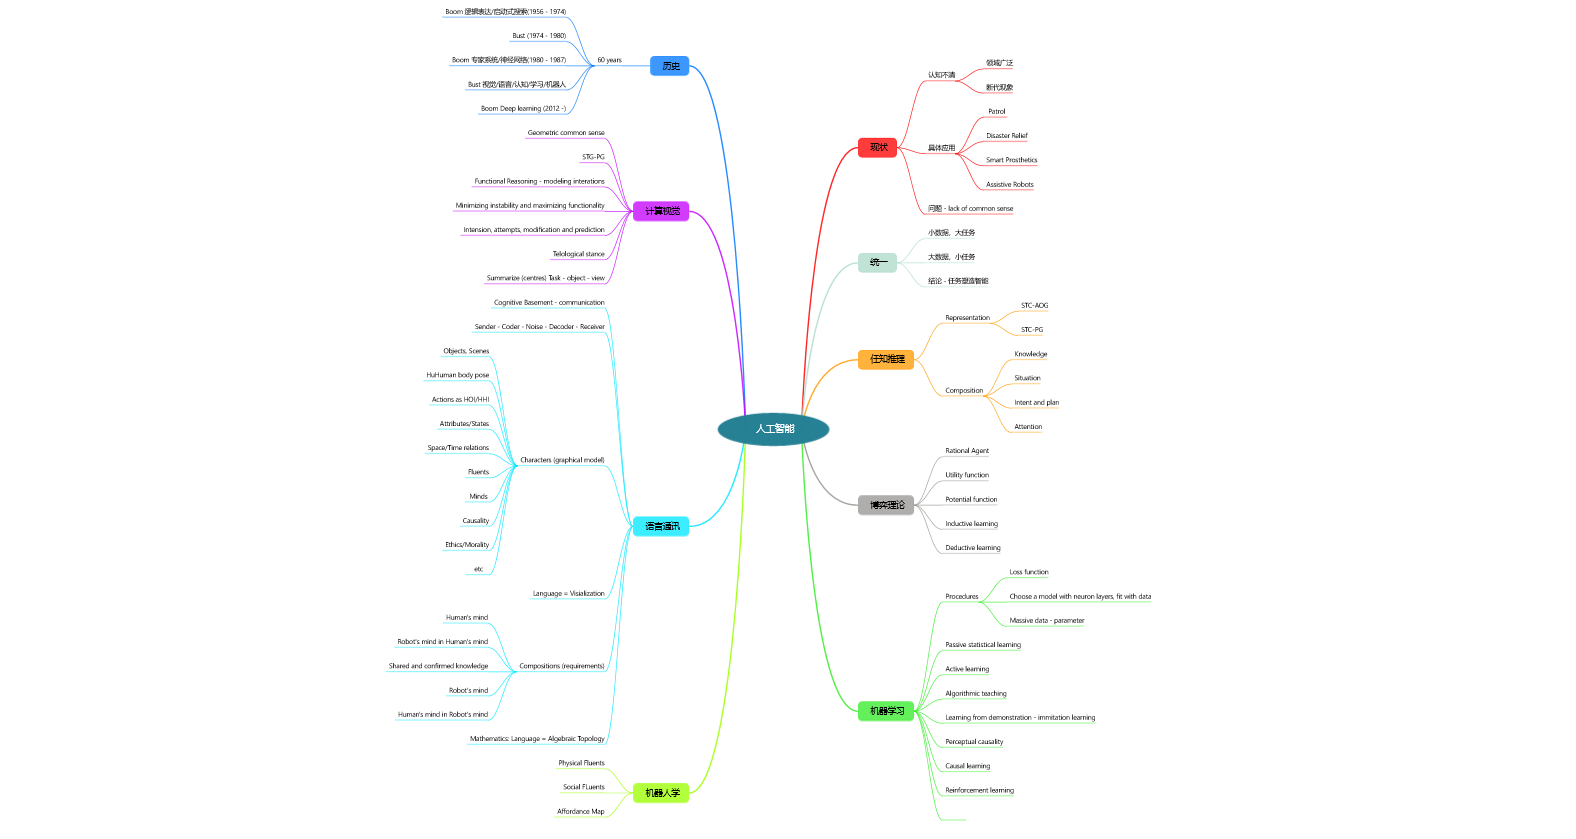 人工智能
历史
60 years
Boom 逻辑表达/启动式搜索(1956 - 1974)
Bust (1974 - 1980)
Boom 专家系统/神经网络(1980 - 1987)
Bust 视觉/语言/认知/学习/机器人
Boom Deep learning (2012 -)
计算视觉
Geometric common sense
STG-PG
Functional Reasoning - modeling interations
Minimizing instability and maximizing functionality
Intension, attempts, modification and prediction
Telological stance
Summarize (centres) Task - object - view
语言通讯
Cognitive Basement - communication
Sender - Coder - Noise - Decoder - Receiver
Characters (graphical model)
Objects, Scenes
HuHuman body pose
Actions as HOI/HHI
Attributes/States
Space/Time relations
Fluents
Minds
Causality
Ethics/Morality
etc
Language = Visialization
Compositions (requirements)
Human's mind
Robot's mind in Human's mind
Shared and confirmed knowledge
Robot's mind
Human's mind in Robot's mind
Mathematics: Language = Algebraic Topology
机器人学
Physical Fluents
Social FLuents
Affordance Map
现状
认知不清
领域广泛
新代现象
具体应用
Patrol
Disaster Relief
Smart Prosthetics
Assistive Robots
问题 - lack of common sense
统一
小数据，大任务
大数据，小任务
结论 - 任务塑造智能
任知推理
Representation
STC-AOG
STC-PG
Composition
Knowledge
Situation
Intent and plan
Attention
博弈理论
Rational Agent
Utility function
Potential function
Inductive learning
Deductive learning
机器学习
Procedures
Loss function
Choose a model with neuron layers, fit with data
Massive data - parameter
Passive statistical learning
Active learning
Algorithmic teaching
Learning from demonstration - immitation learning
Perceptual causality
Causal learning
Reinforcement learning